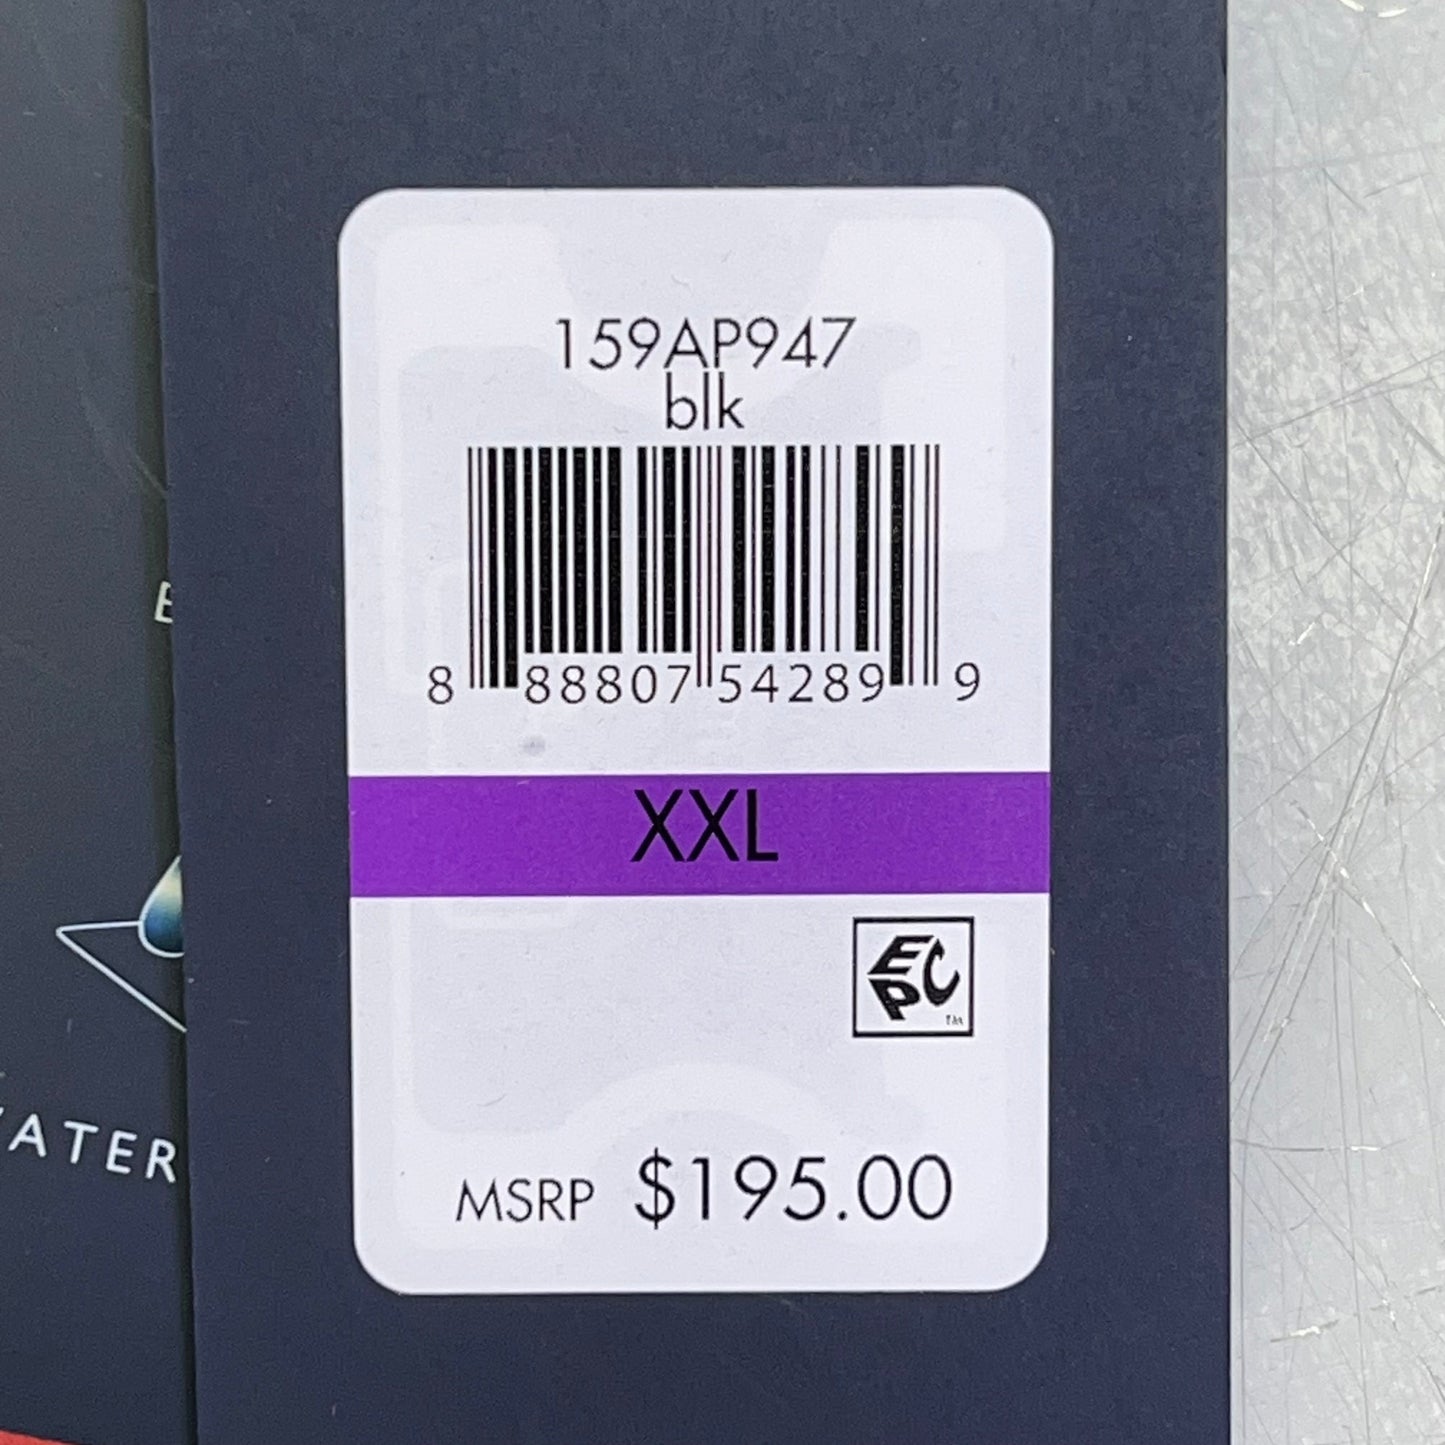 159AP947
blk
8 88807 54289 9
XXL
EPC
MSRP $195.00
ATER